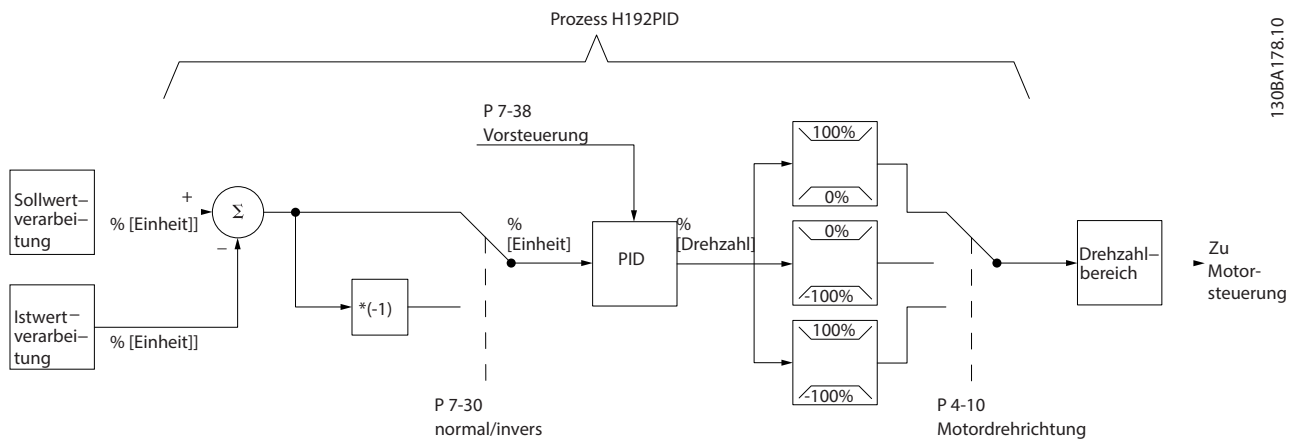 Prozess H192PID
130BA178.10
P 7-38
Vorsteuerung
100%
0%
Sollwert-
verarbei-
tung
% [Einheit]]
+
Σ
–
%
[Einheit]
PID
%
[Drehzahl]
0%
-100%
Drehzahl-
bereich
Zu
Motor-
steuerung
Istwert-
verarbei-
tung
% [Einheit]]
*(-1)
100%
-100%
P 7-30
normal/invers
P 4-10
Motordrehrichtung